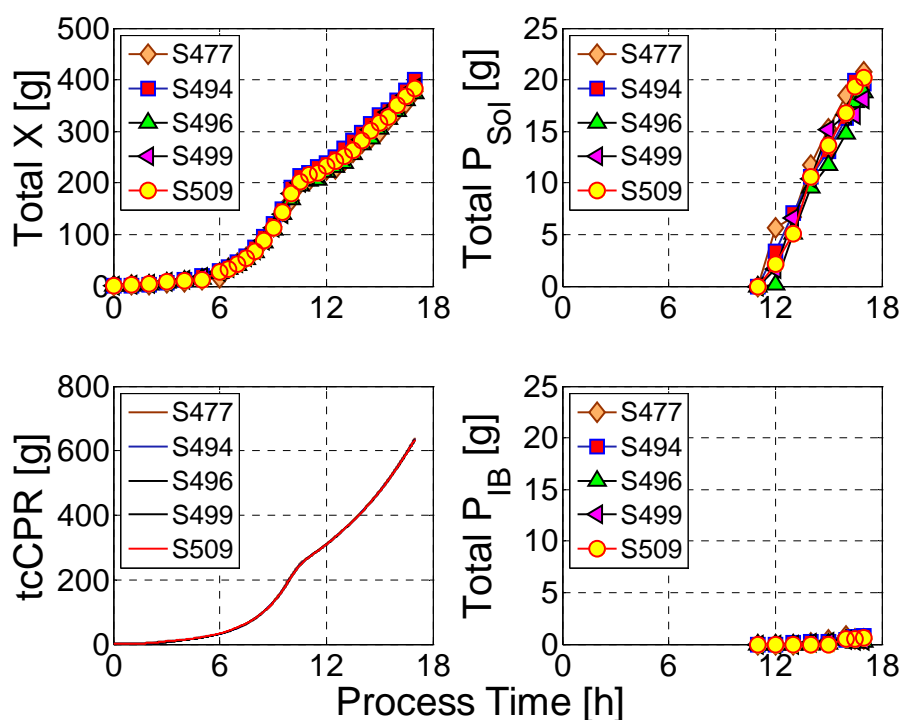 Total X [g]
500
400
300
200
100
0
0
6
12
18
S477
S494
S496
S499
S509
Total P_Sol [g]
25
20
15
10
5
0
0
6
12
18
S477
S494
S496
S499
S509
tcCPR [g]
800
600
400
200
0
0
6
12
18
S477
S494
S496
S499
S509
Total P_IB [g]
25
20
15
10
5
0
0
6
12
18
S477
S494
S496
S499
S509
Process Time [h]